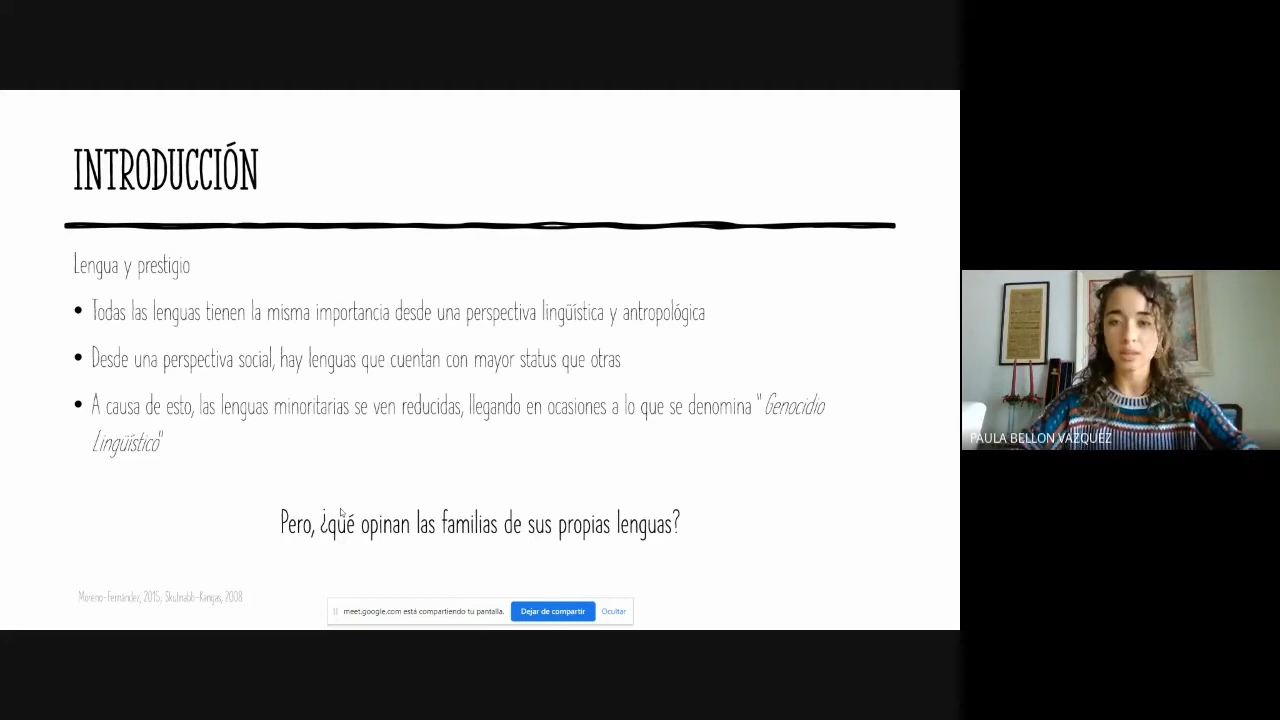 INTRODUCCIÓN
Lengua y prestigio
• Todas las lenguas tienen la misma importancia desde una perspectiva lingüística y antropológica
• Desde una perspectiva social, hay lenguas que cuentan con mayor status que otras
• A causa de esto, las lenguas minoritarias se ven reducidas, llegando en ocasiones a lo que se denomina "Genocidio
Lingüístico"
Pero, ¿qué opinan las familias de sus propias lenguas?
Moreno-Fernández, 2015; Skutnabb-Kangas, 2008
meet.google.com está compartiendo tu pantalla. Dejar de compartir Ocultar
PAULA BELLON VAZQUEZ